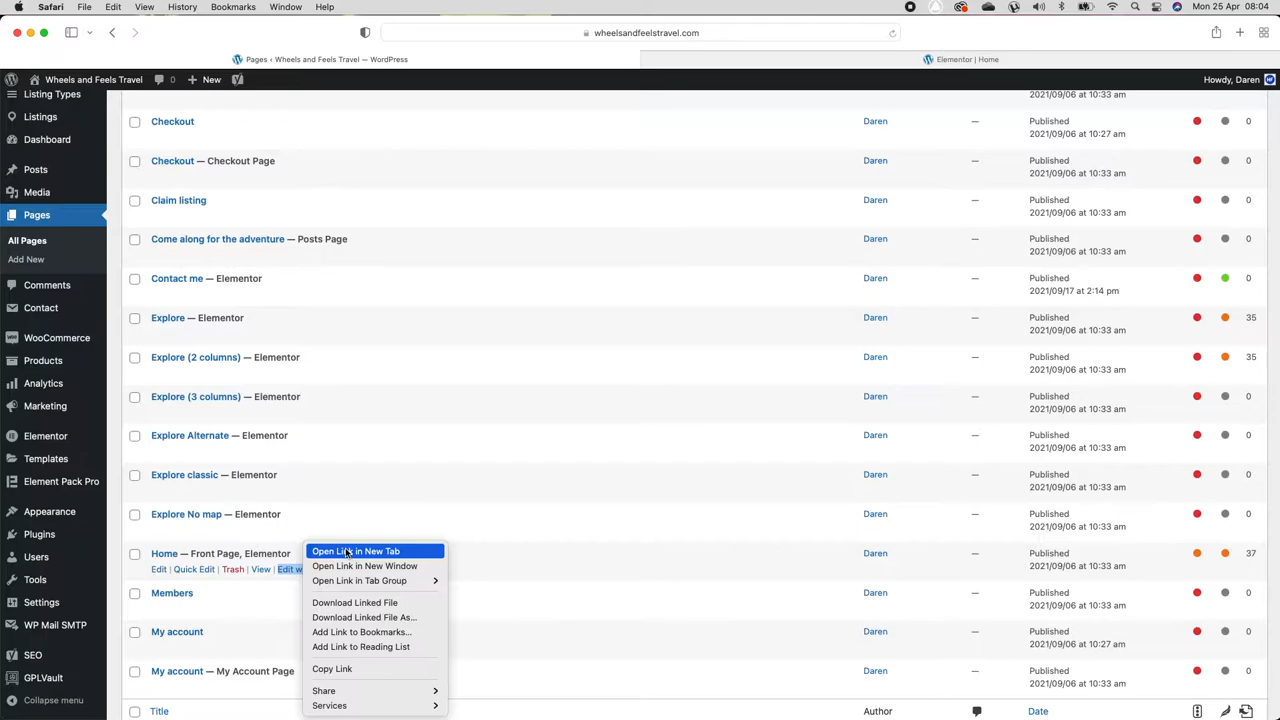 Safari File Edit View History Bookmarks Window Help Mon 25 Apr 08:04
wheelsandfeelstravel.com
Pages ‹ Wheels and Feels Travel — WordPress Elementor | Home
Wheels and Feels Travel 0 New Howdy, Daren
Listing Types
Listings
Dashboard
Posts
Media
Pages
All Pages
Add New
Comments
Contact
WooCommerce
Products
Analytics
Marketing
Elementor
Templates
Element Pack Pro
Appearance
Plugins
Users
Tools
Settings
WP Mail SMTP
SEO
GPLVault
Collapse menu
2021/09/06 at 10:33 am
Checkout Daren — Published 0
2021/09/06 at 10:27 am
Checkout — Checkout Page Daren — Published 0
2021/09/06 at 10:33 am
Claim listing Daren — Published 0
2021/09/06 at 10:33 am
Come along for the adventure — Posts Page Daren — Published 0
2021/09/06 at 10:33 am
Contact me — Elementor Daren — Published 0
2021/09/17 at 2:14 pm
Explore — Elementor Daren — Published 35
2021/09/06 at 10:33 am
Explore (2 columns) — Elementor Daren — Published 35
2021/09/06 at 10:33 am
Explore (3 columns) — Elementor Daren — Published 0
2021/09/06 at 10:33 am
Explore Alternate — Elementor Daren — Published 0
2021/09/06 at 10:33 am
Explore classic — Elementor Daren — Published 0
2021/09/06 at 10:33 am
Explore No map — Elementor Daren — Published 0
2021/09/06 at 10:33 am
Home — Front Page, Elementor Daren — Published 37
Edit | Quick Edit | Trash | View | Edit w 2021/09/06 at 10:33 am
Members Daren — Published 0
2021/09/06 at 10:33 am
My account Daren — Published 0
2021/09/06 at 10:27 am
My account — My Account Page Daren — Published 0
2021/09/06 at 10:33 am
Title Author Date
Open Link in New Tab
Open Link in New Window
Open Link in Tab Group
Download Linked File
Download Linked File As...
Add Link to Bookmarks...
Add Link to Reading List
Copy Link
Share
Services